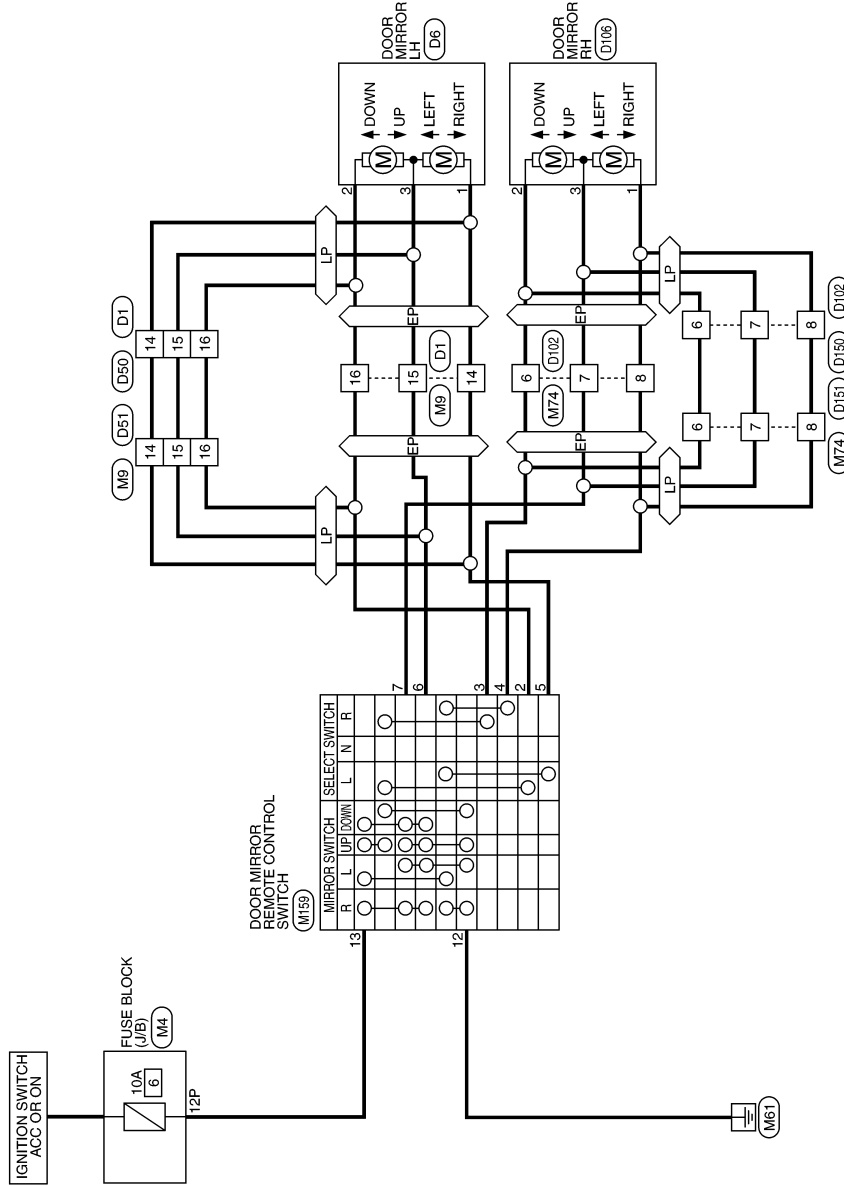 IGNITION SWITCH
ACC OR ON
FUSE BLOCK
(J/B)
M4
10A
6
12P
DOOR MIRROR
REMOTE CONTROL
SWITCH
M159
MIRROR SWITCH
SELECT SWITCH
R
L
UP
DOWN
L
N
R
13
12
7
6
3
4
2
5
M61
M9
D51
D50
D1
14
15
16
14
15
16
LP
LP
EP
EP
16
15
14
M9
D1
2
3
1
DOOR
MIRROR
LH
D6
M
M
DOWN
UP
LEFT
RIGHT
EP
EP
6
7
8
M74
D102
2
3
1
DOOR
MIRROR
RH
D106
M
M
DOWN
UP
LEFT
RIGHT
LP
LP
6
7
8
6
7
8
M74
D151
D150
D102